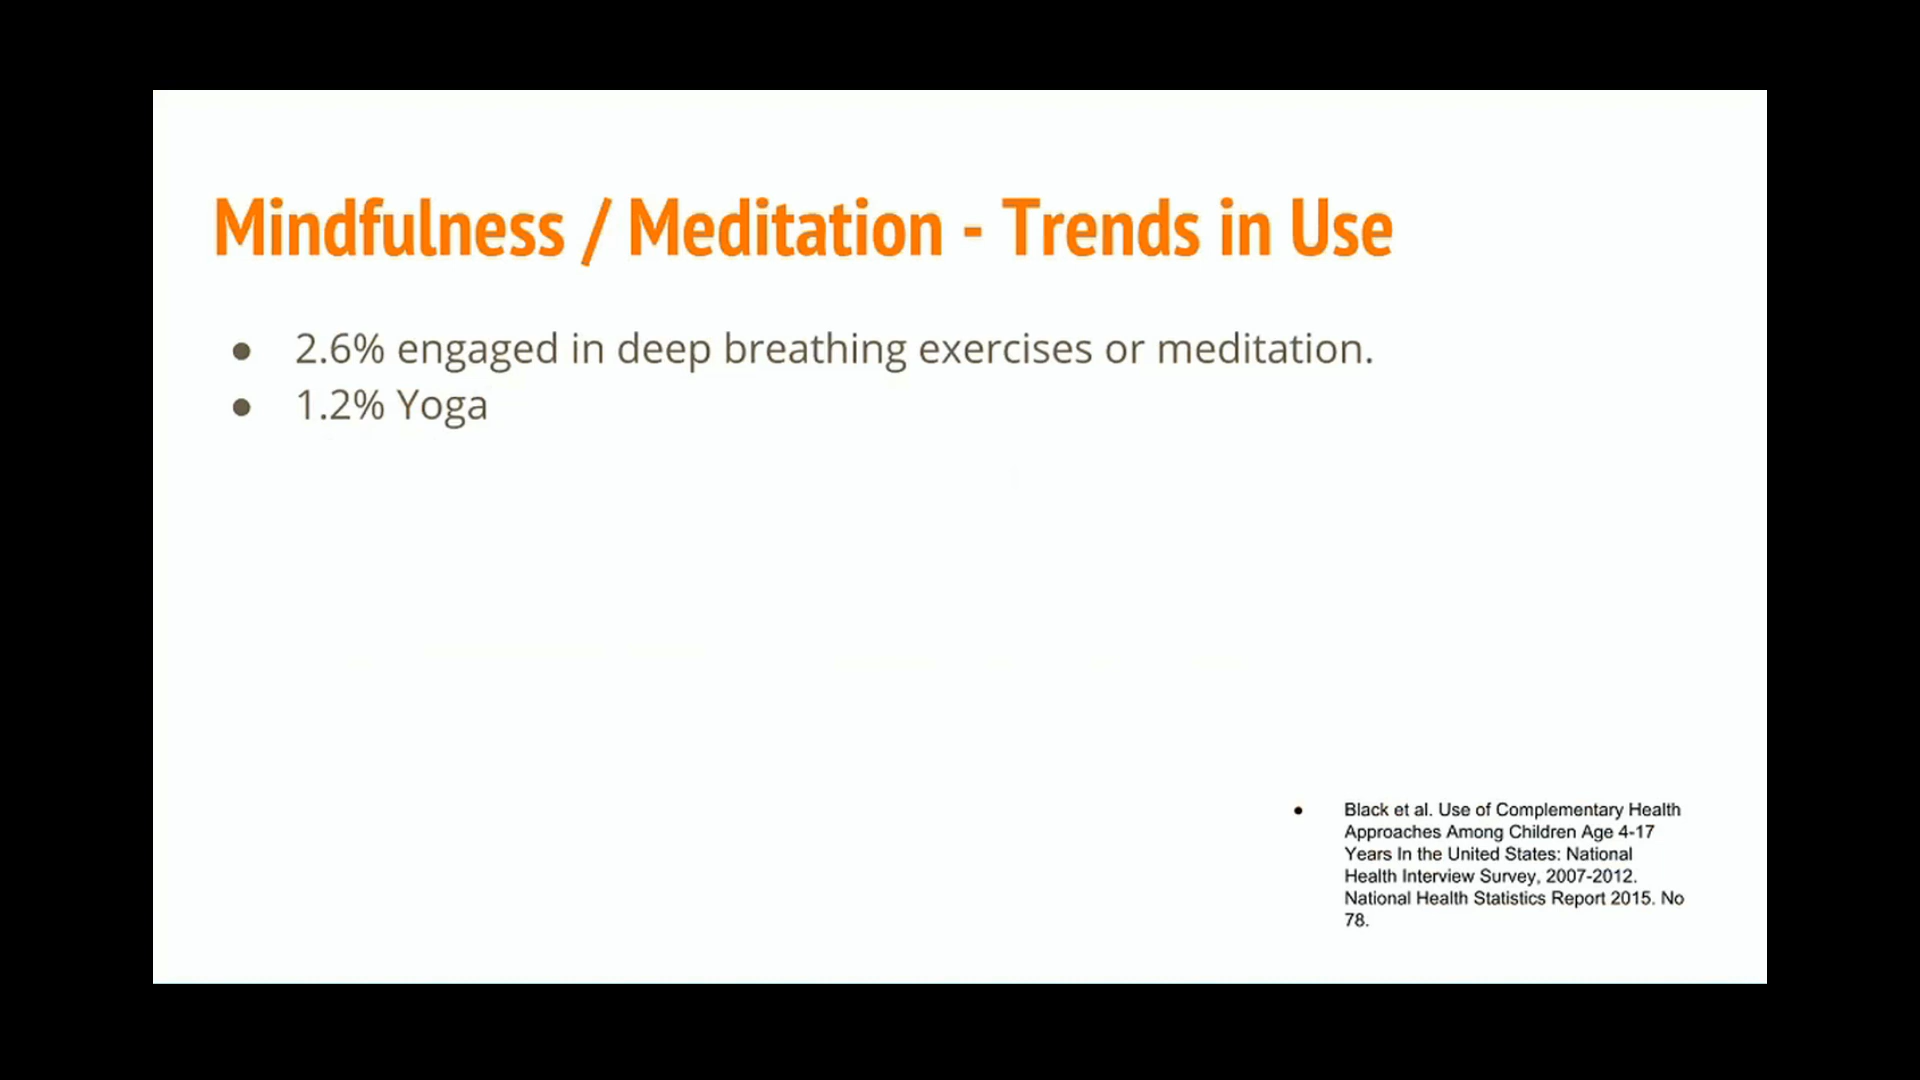 Mindfulness / Meditation - Trends in Use
● 2.6% engaged in deep breathing exercises or meditation.
● 1.2% Yoga
● Black et al. Use of Complementary Health
Approaches Among Children Age 4-17
Years In the United States: National
Health Interview Survey, 2007-2012.
National Health Statistics Report 2015. No
78.